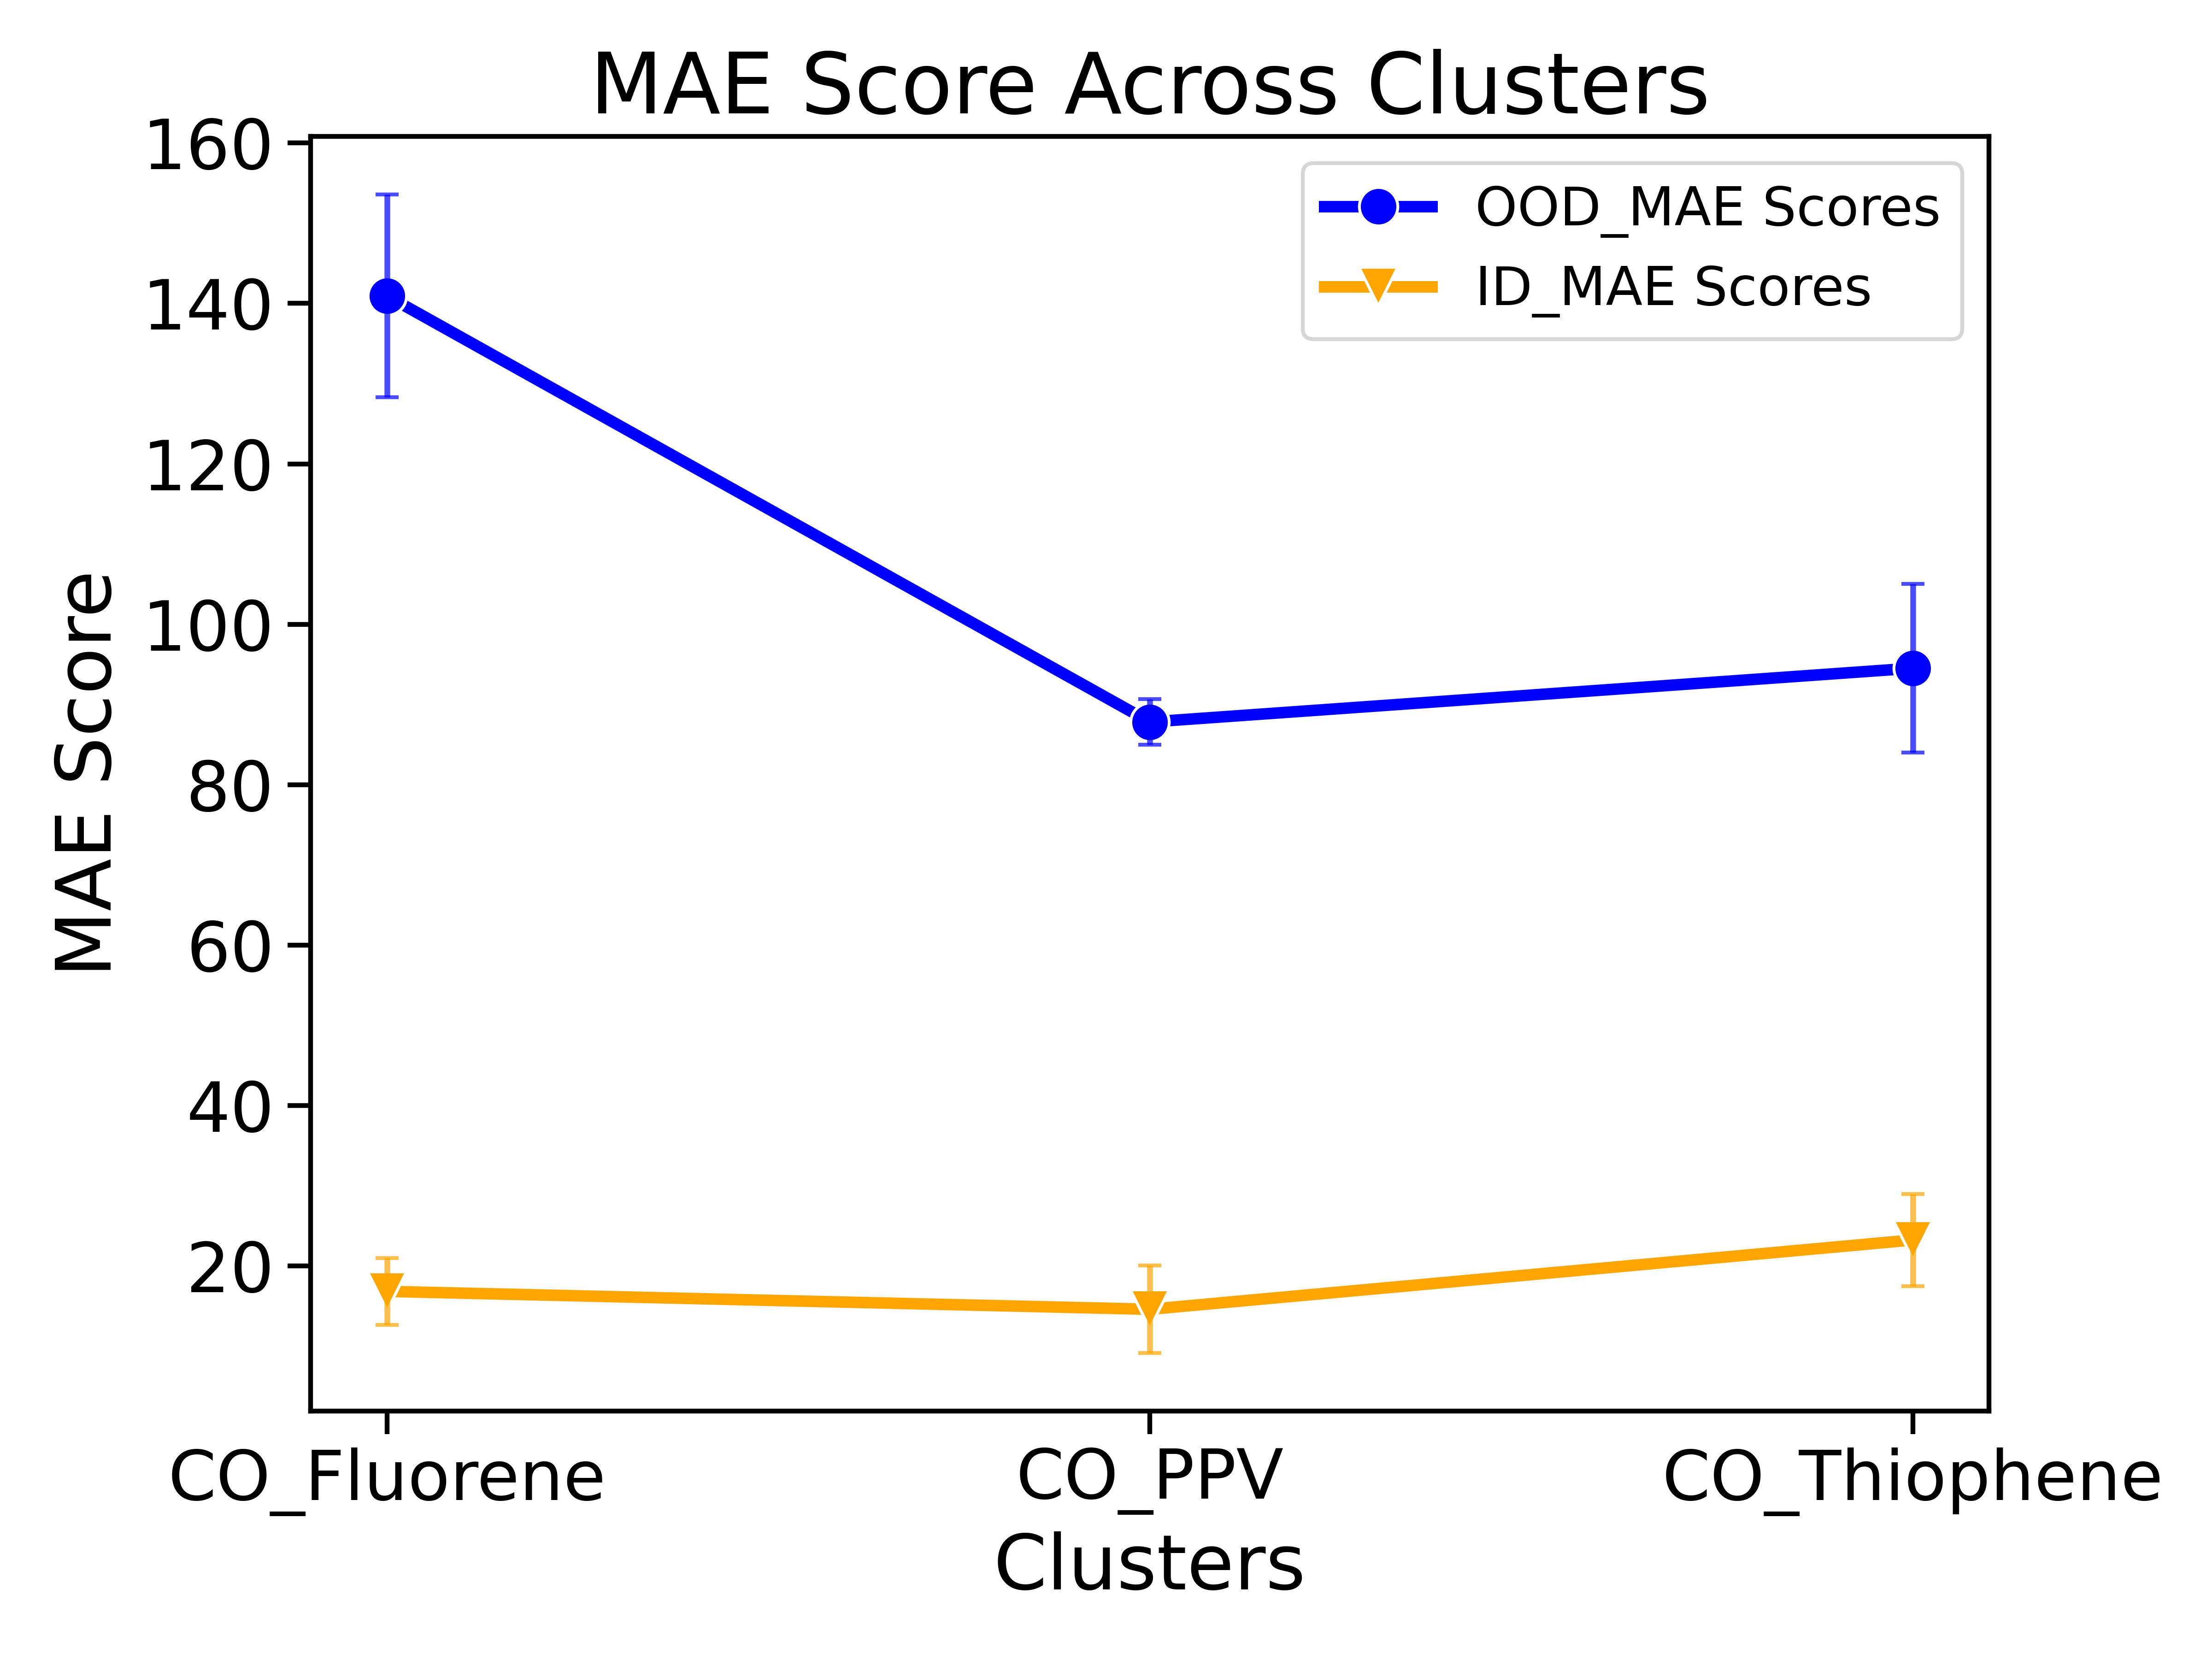 MAE Score Across Clusters
OOD_MAE Scores
ID_MAE Scores
MAE Score
160
140
120
100
80
60
40
20
CO_Fluorene
CO_PPV
CO_Thiophene
Clusters